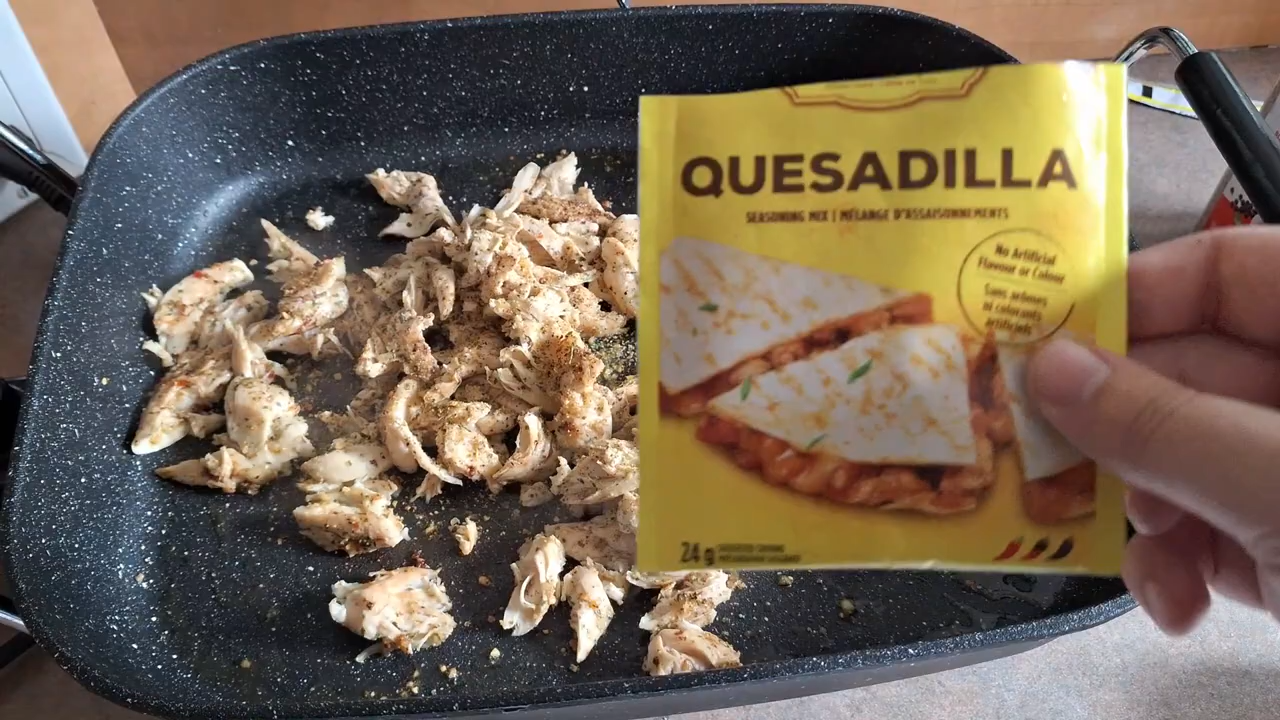 QUESADILLA
SEASONING MIX | MÉLANGE D'ASSAISONNEMENTS
No Artificial
Flavour or Colour
Sans arômes
ni colorants
artificiels
24 g